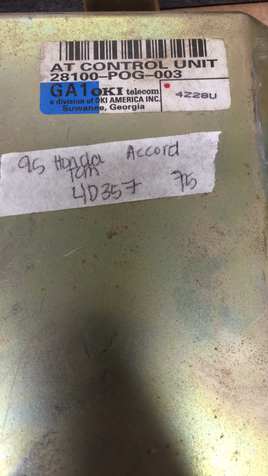 AT CONTROL UNIT
28100-POG-003
GA1 OKI telecom
a division of OKI AMERICA INC.
Suwanee, Georgia
4Z28U
95 Honda Accord
TCM
4D357 75